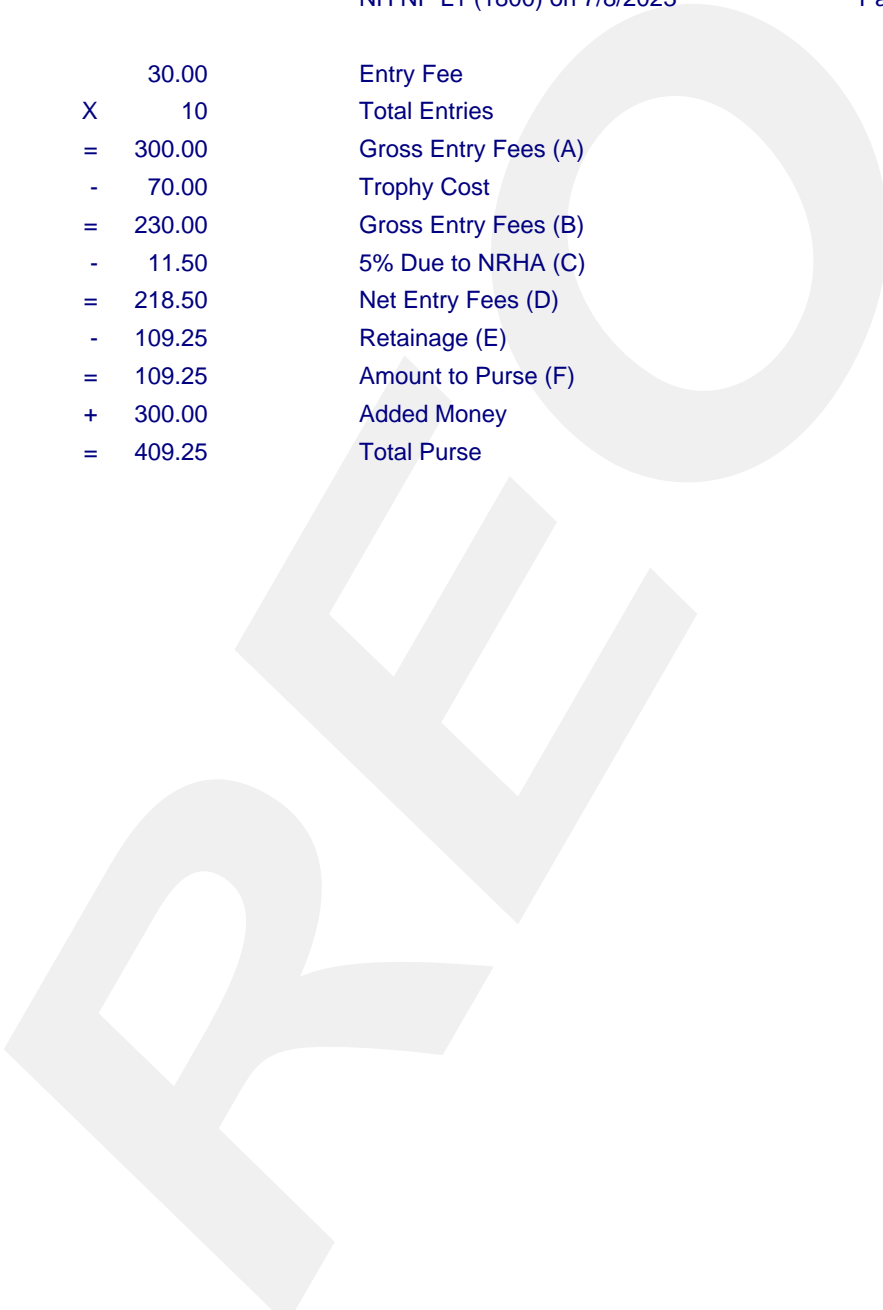 30.00 Entry Fee
X 10 Total Entries
= 300.00 Gross Entry Fees (A)
- 70.00 Trophy Cost
= 230.00 Gross Entry Fees (B)
- 11.50 5% Due to NRHA (C)
= 218.50 Net Entry Fees (D)
- 109.25 Retainage (E)
= 109.25 Amount to Purse (F)
+ 300.00 Added Money
= 409.25 Total Purse